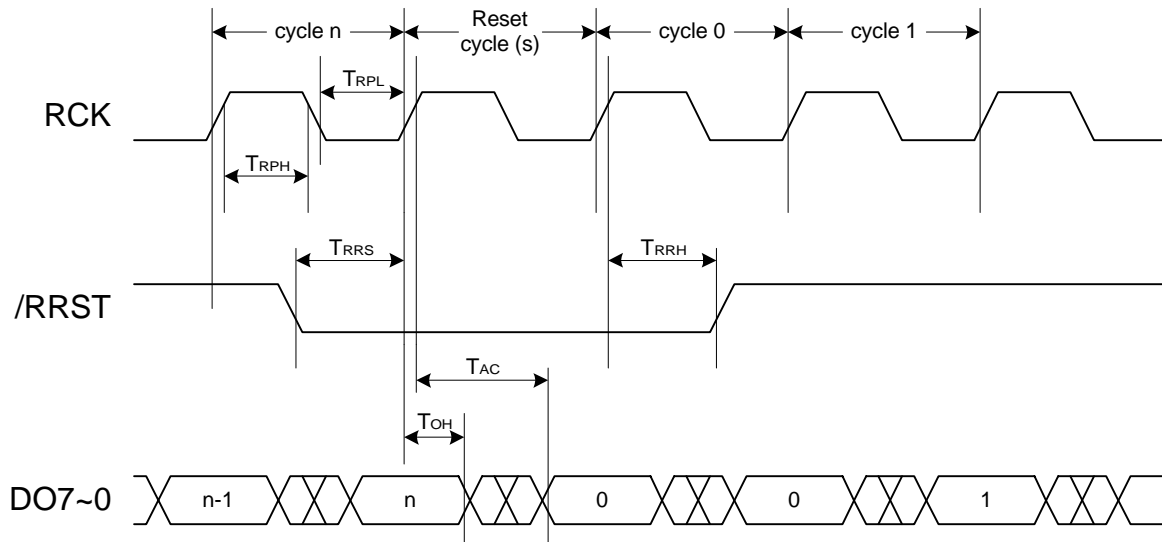 cycle n
Reset
cycle (s)
cycle 0
cycle 1
TRPL
RCK
TRPH
TRRS
TRRH
/RRST
TAC
TOH
DO7~0
n-1
n
0
0
1